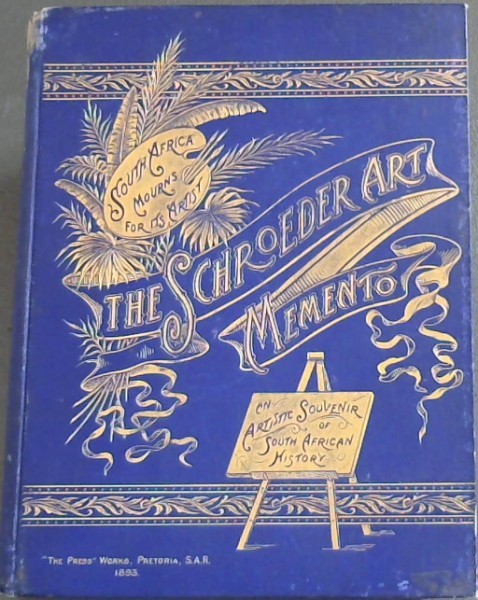 SOUTH AFRICA
MOURNS
FOR ITS ARTIST
THE SCHROEDER ART
MEMENTO
AN
ARTISTIC SOUVENIR
OF
SOUTH AFRICAN
HISTORY
"THE PRESS" WORKS, PRETORIA, S.A.R.
1893.